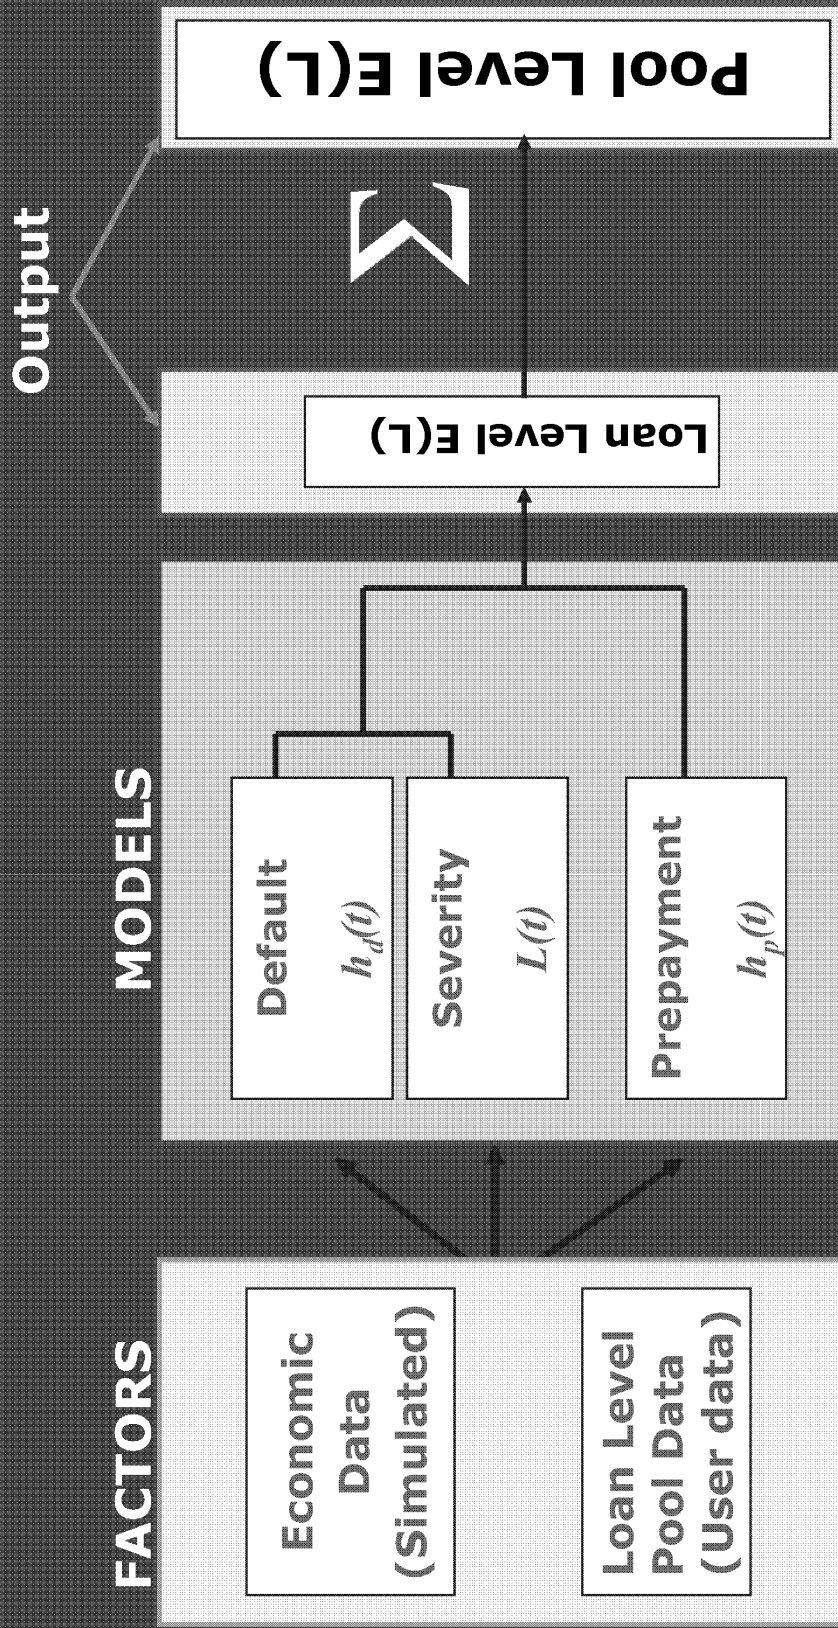 FACTORS
Economic
Data
(Simulated)
Loan Level
Pool Data
(User data)
MODELS
Default
h_d(t)
Severity
L(t)
Prepayment
h_p(t)
Output
Loan Level E(L)
Σ
Pool Level E(L)